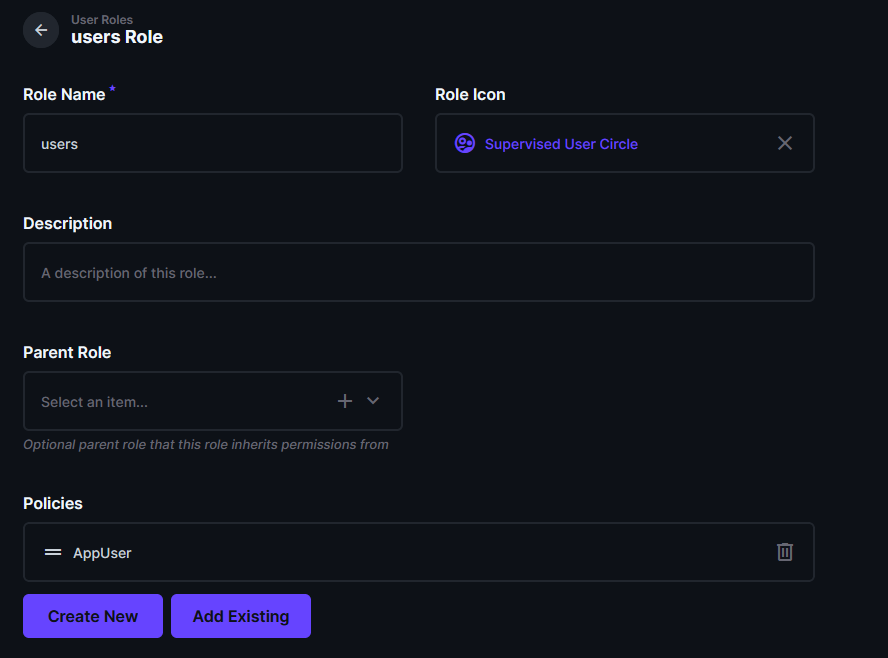 User Roles
users Role
Role Name *
Role Icon
users
Supervised User Circle
Description
A description of this role...
Parent Role
Select an item...
Optional parent role that this role inherits permissions from
Policies
AppUser
Create New
Add Existing